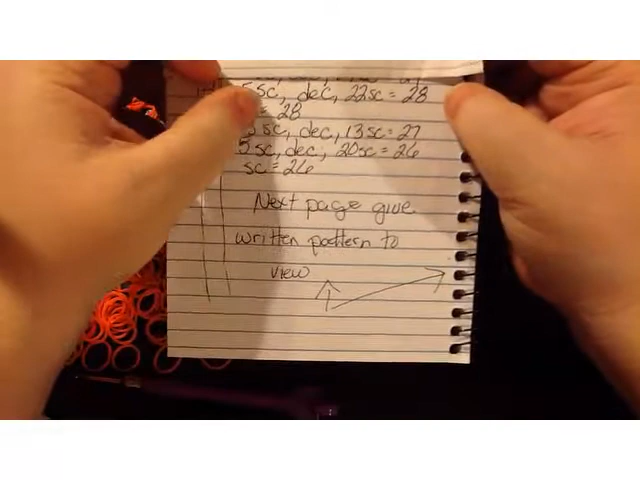 5sc, dec, 22sc = 28
= 28
sc, dec, 13sc = 27
5sc, dec, 20sc = 26
sc = 26
Next page give
written pattern to
view